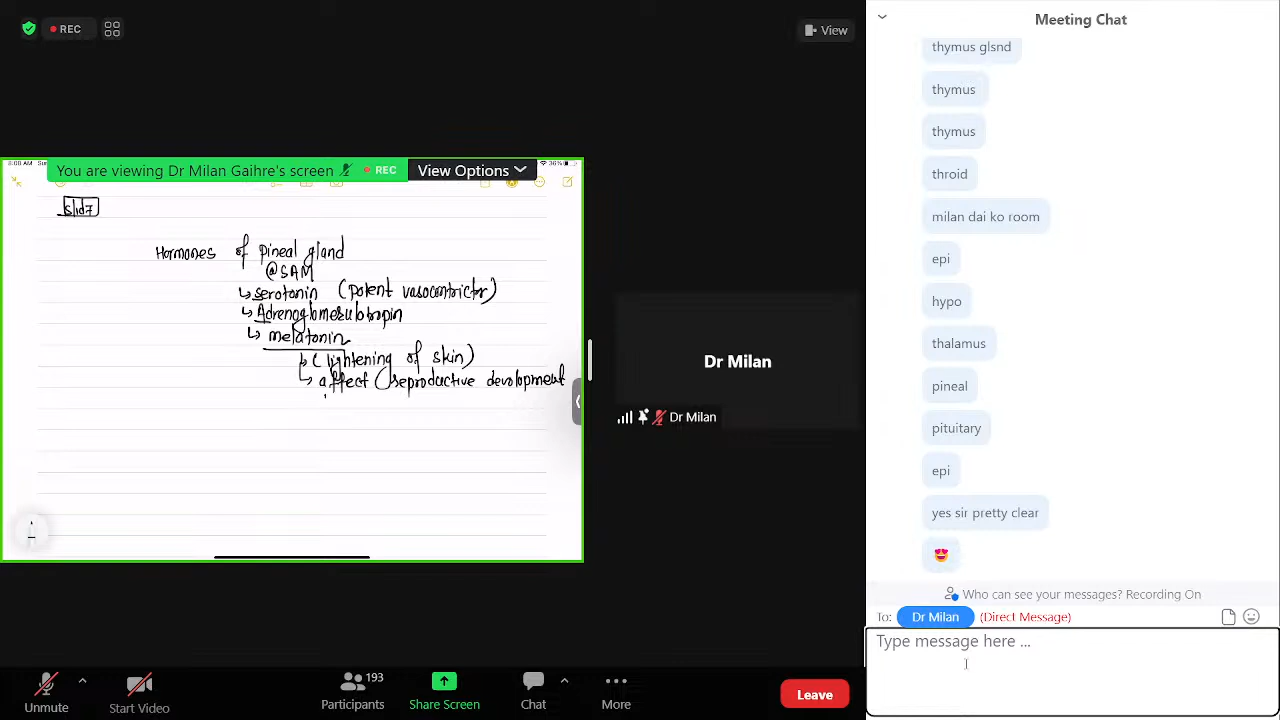 REC
View
You are viewing Dr Milan Gaihre's screen
REC
View Options
36%
Slid7
Hormones of pineal gland
@SAM
↳ serotonin (potent vasocontrictor)
↳ Adrenoglomerulotropin
↳ melatonin
↳ (lightening of skin)
↳ affect reproductive devolopment
Dr Milan
Dr Milan
Meeting Chat
thymus glsnd
thymus
thymus
throid
milan dai ko room
epi
hypo
thalamus
pineal
pituitary
epi
yes sir pretty clear
😍
Who can see your messages? Recording On
To: Dr Milan (Direct Message)
Type message here ...
Unmute
Start Video
193
Participants
Share Screen
Chat
More
Leave